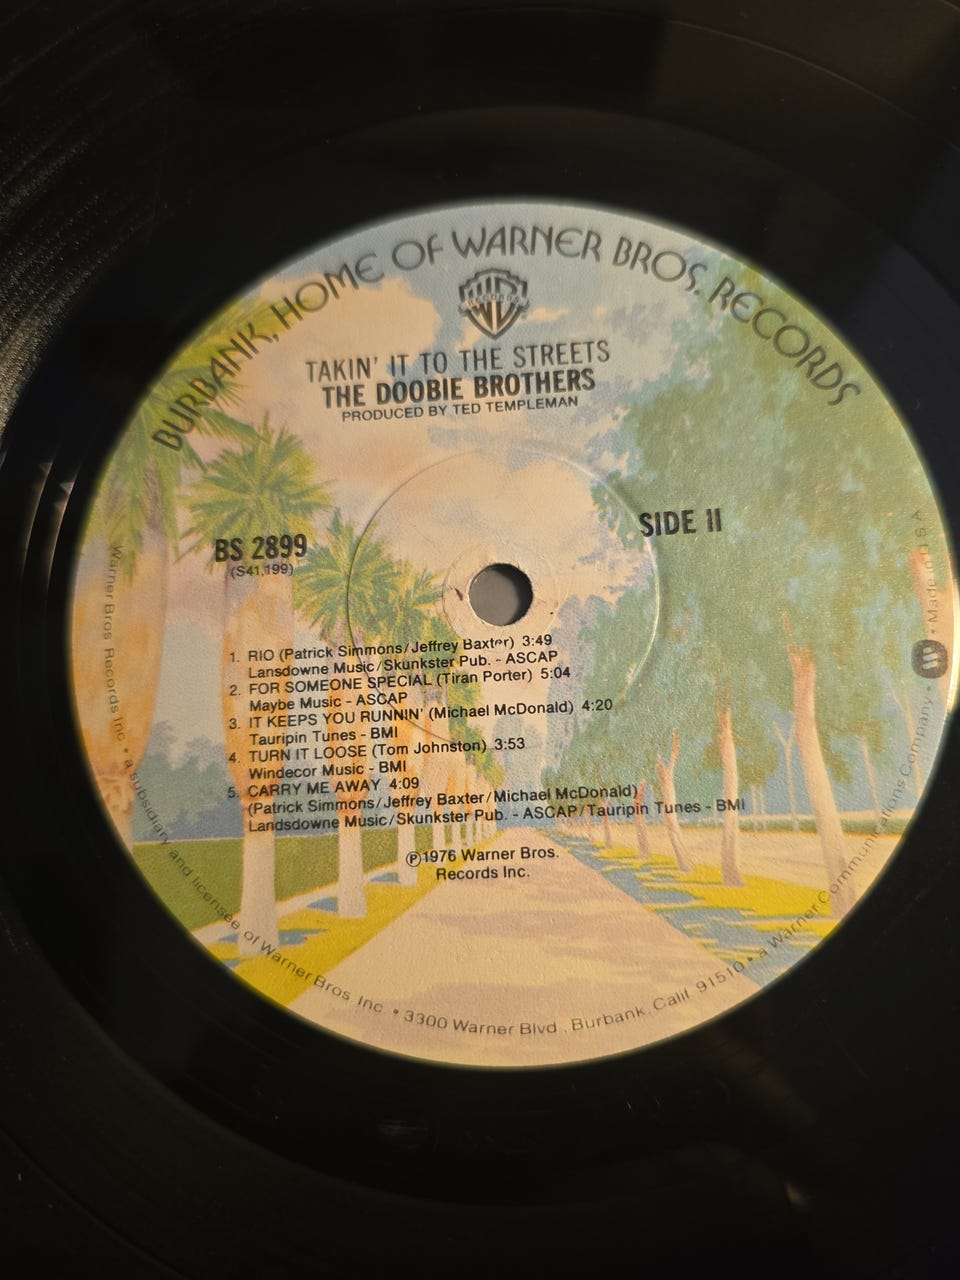 BURBANK, HOME OF WARNER BROS. RECORDS
WB
RECORDS
TAKIN' IT TO THE STREETS
THE DOOBIE BROTHERS
PRODUCED BY TED TEMPLEMAN
SIDE II
BS 2899
(S41,199)
1. RIO (Patrick Simmons/Jeffrey Baxter) 3:49
Lansdowne Music/Skunkster Pub. - ASCAP
2. FOR SOMEONE SPECIAL (Tiran Porter) 5:04
Maybe Music - ASCAP
3. IT KEEPS YOU RUNNIN' (Michael McDonald) 4:20
Tauripin Tunes - BMI
4. TURN IT LOOSE (Tom Johnston) 3:53
Windecor Music - BMI
5. CARRY ME AWAY 4:09
(Patrick Simmons/Jeffrey Baxter/Michael McDonald)
Landsdowne Music/Skunkster Pub. - ASCAP/Tauripin Tunes - BMI
℗1976 Warner Bros.
Records Inc.
Warner Bros Records Inc. • a subsidiary and licensee of Warner Bros Inc • 3300 Warner Blvd., Burbank, Calif. 91510 • a Warner Communications Company • W • Made in U S A